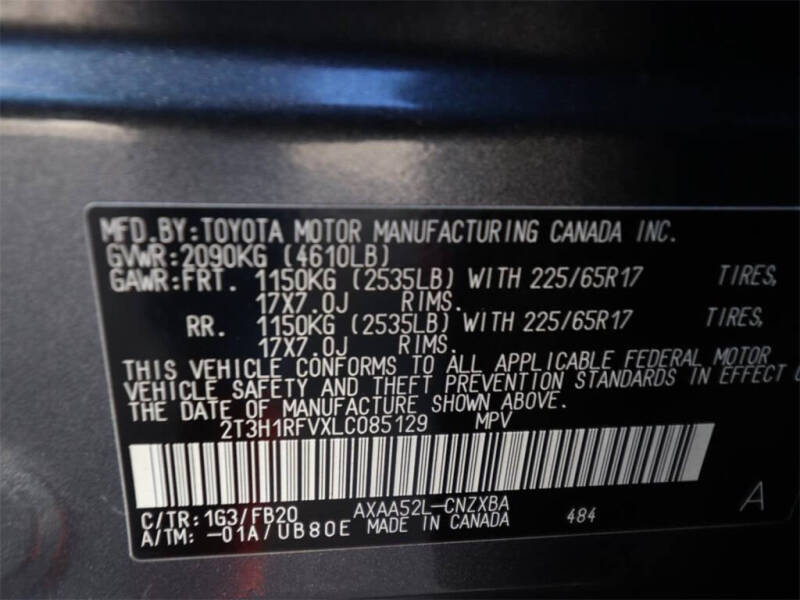 MFD.BY:TOYOTA MOTOR MANUFACTURING CANADA INC.
GVWR:2090KG (4610LB)
GAWR:FRT. 1150KG (2535LB) WITH 225/65R17 TIRES,
17X7.0J RIMS.
RR. 1150KG (2535LB) WITH 225/65R17 TIRES,
17X7.0J RIMS.
THIS VEHICLE CONFORMS TO ALL APPLICABLE FEDERAL MOTOR
VEHICLE SAFETY AND THEFT PREVENTION STANDARDS IN EFFECT
THE DATE OF MANUFACTURE SHOWN ABOVE.
2T3H1RFVXLC085129 MPV
C/TR: 1G3/FB20 AXAA52L-CNZXBA
A/TM: -01A/UB80E MADE IN CANADA 484
A